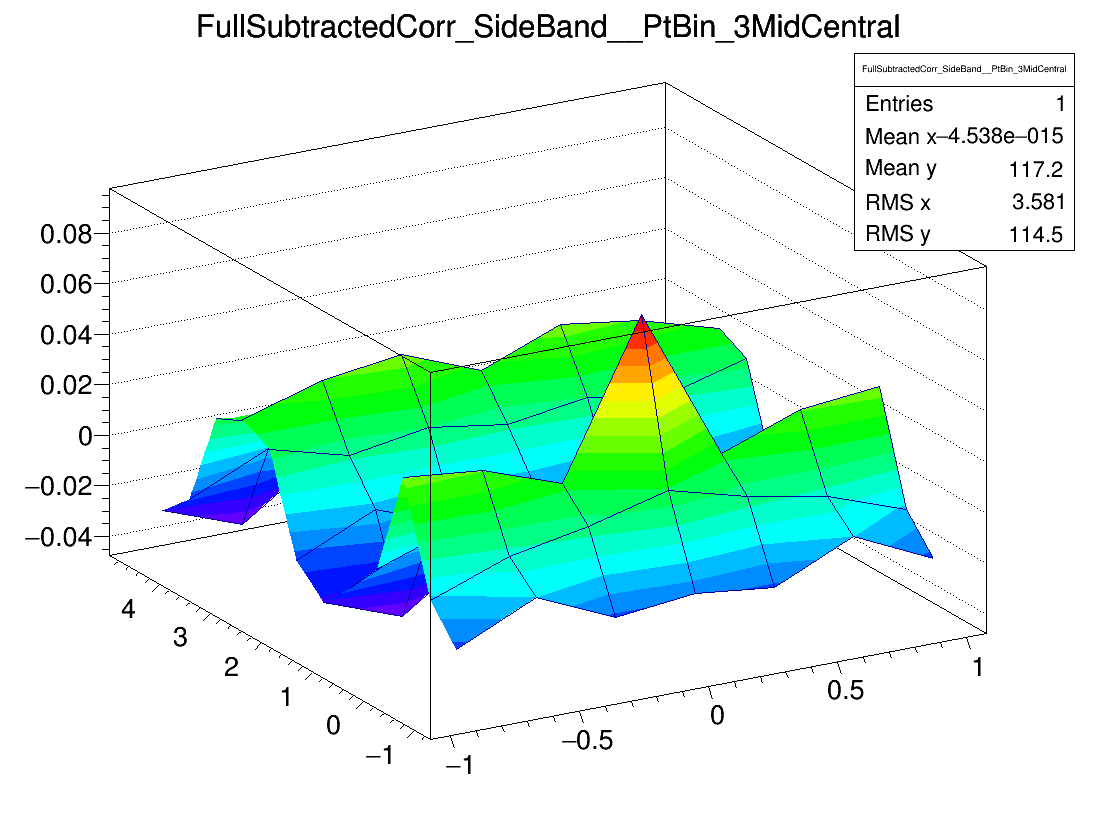 FullSubtractedCorr_SideBand__PtBin_3MidCentral
FullSubtractedCorr_SideBand__PtBin_3MidCentral
Entries 1
Mean x −4.538e−015
Mean y 117.2
RMS x 3.581
RMS y 114.5
0.08
0.06
0.04
0.02
0
−0.02
−0.04
4
3
2
1
0
−1
−1
−0.5
0
0.5
1